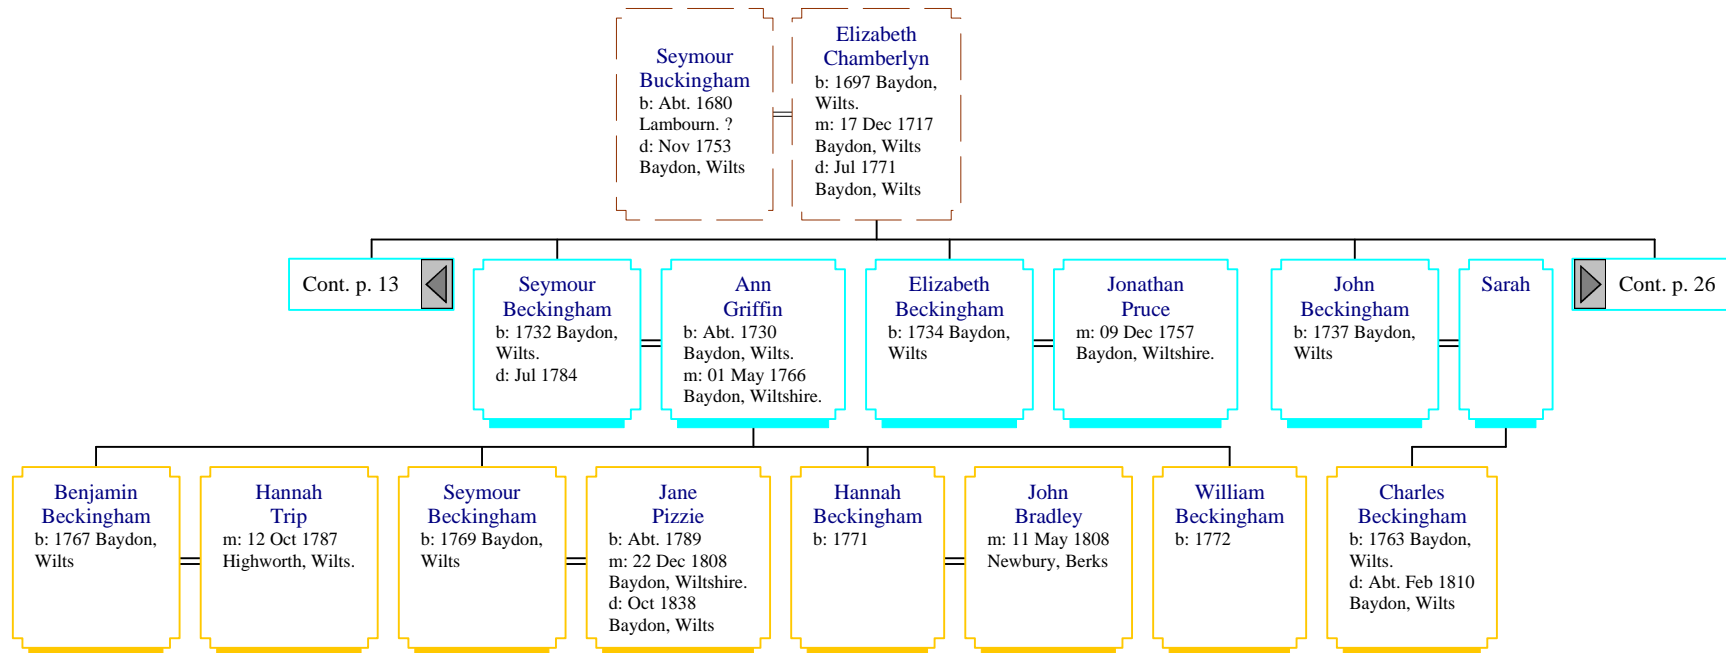 Seymour
Buckingham
b: Abt. 1680
Lambourn. ?
d: Nov 1753
Baydon, Wilts
Elizabeth
Chamberlyn
b: 1697 Baydon,
Wilts.
m: 17 Dec 1717
Baydon, Wilts
d: Jul 1771
Baydon, Wilts
Cont. p. 13
Seymour
Beckingham
b: 1732 Baydon,
Wilts.
d: Jul 1784
Ann
Griffin
b: Abt. 1730
Baydon, Wilts.
m: 01 May 1766
Baydon, Wiltshire.
Elizabeth
Beckingham
b: 1734 Baydon,
Wilts
Jonathan
Pruce
m: 09 Dec 1757
Baydon, Wiltshire.
John
Beckingham
b: 1737 Baydon,
Wilts
Sarah
Cont. p. 26
Benjamin
Beckingham
b: 1767 Baydon,
Wilts
Hannah
Trip
m: 12 Oct 1787
Highworth, Wilts.
Seymour
Beckingham
b: 1769 Baydon,
Wilts
Jane
Pizzie
b: Abt. 1789
m: 22 Dec 1808
Baydon, Wiltshire.
d: Oct 1838
Baydon, Wilts
Hannah
Beckingham
b: 1771
John
Bradley
m: 11 May 1808
Newbury, Berks
William
Beckingham
b: 1772
Charles
Beckingham
b: 1763 Baydon,
Wilts.
d: Abt. Feb 1810
Baydon, Wilts